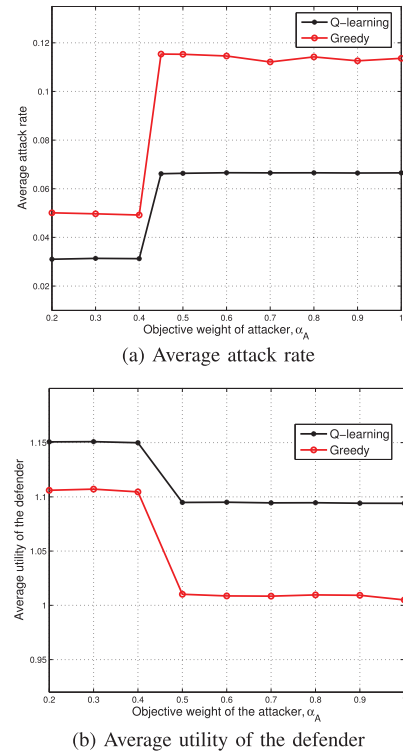 Q−learning
Greedy
0.12
0.1
0.08
0.06
0.04
0.02
Average attack rate
0.2 0.3 0.4 0.5 0.6 0.7 0.8 0.9 1
Objective weight of attacker, αA
(a) Average attack rate
Q−learning
Greedy
1.15
1.10
1.05
1
0.95
Average utility of the defender
0.2 0.3 0.4 0.5 0.6 0.7 0.8 0.9
Objective weight of the attacker, αA
(b) Average utility of the defender